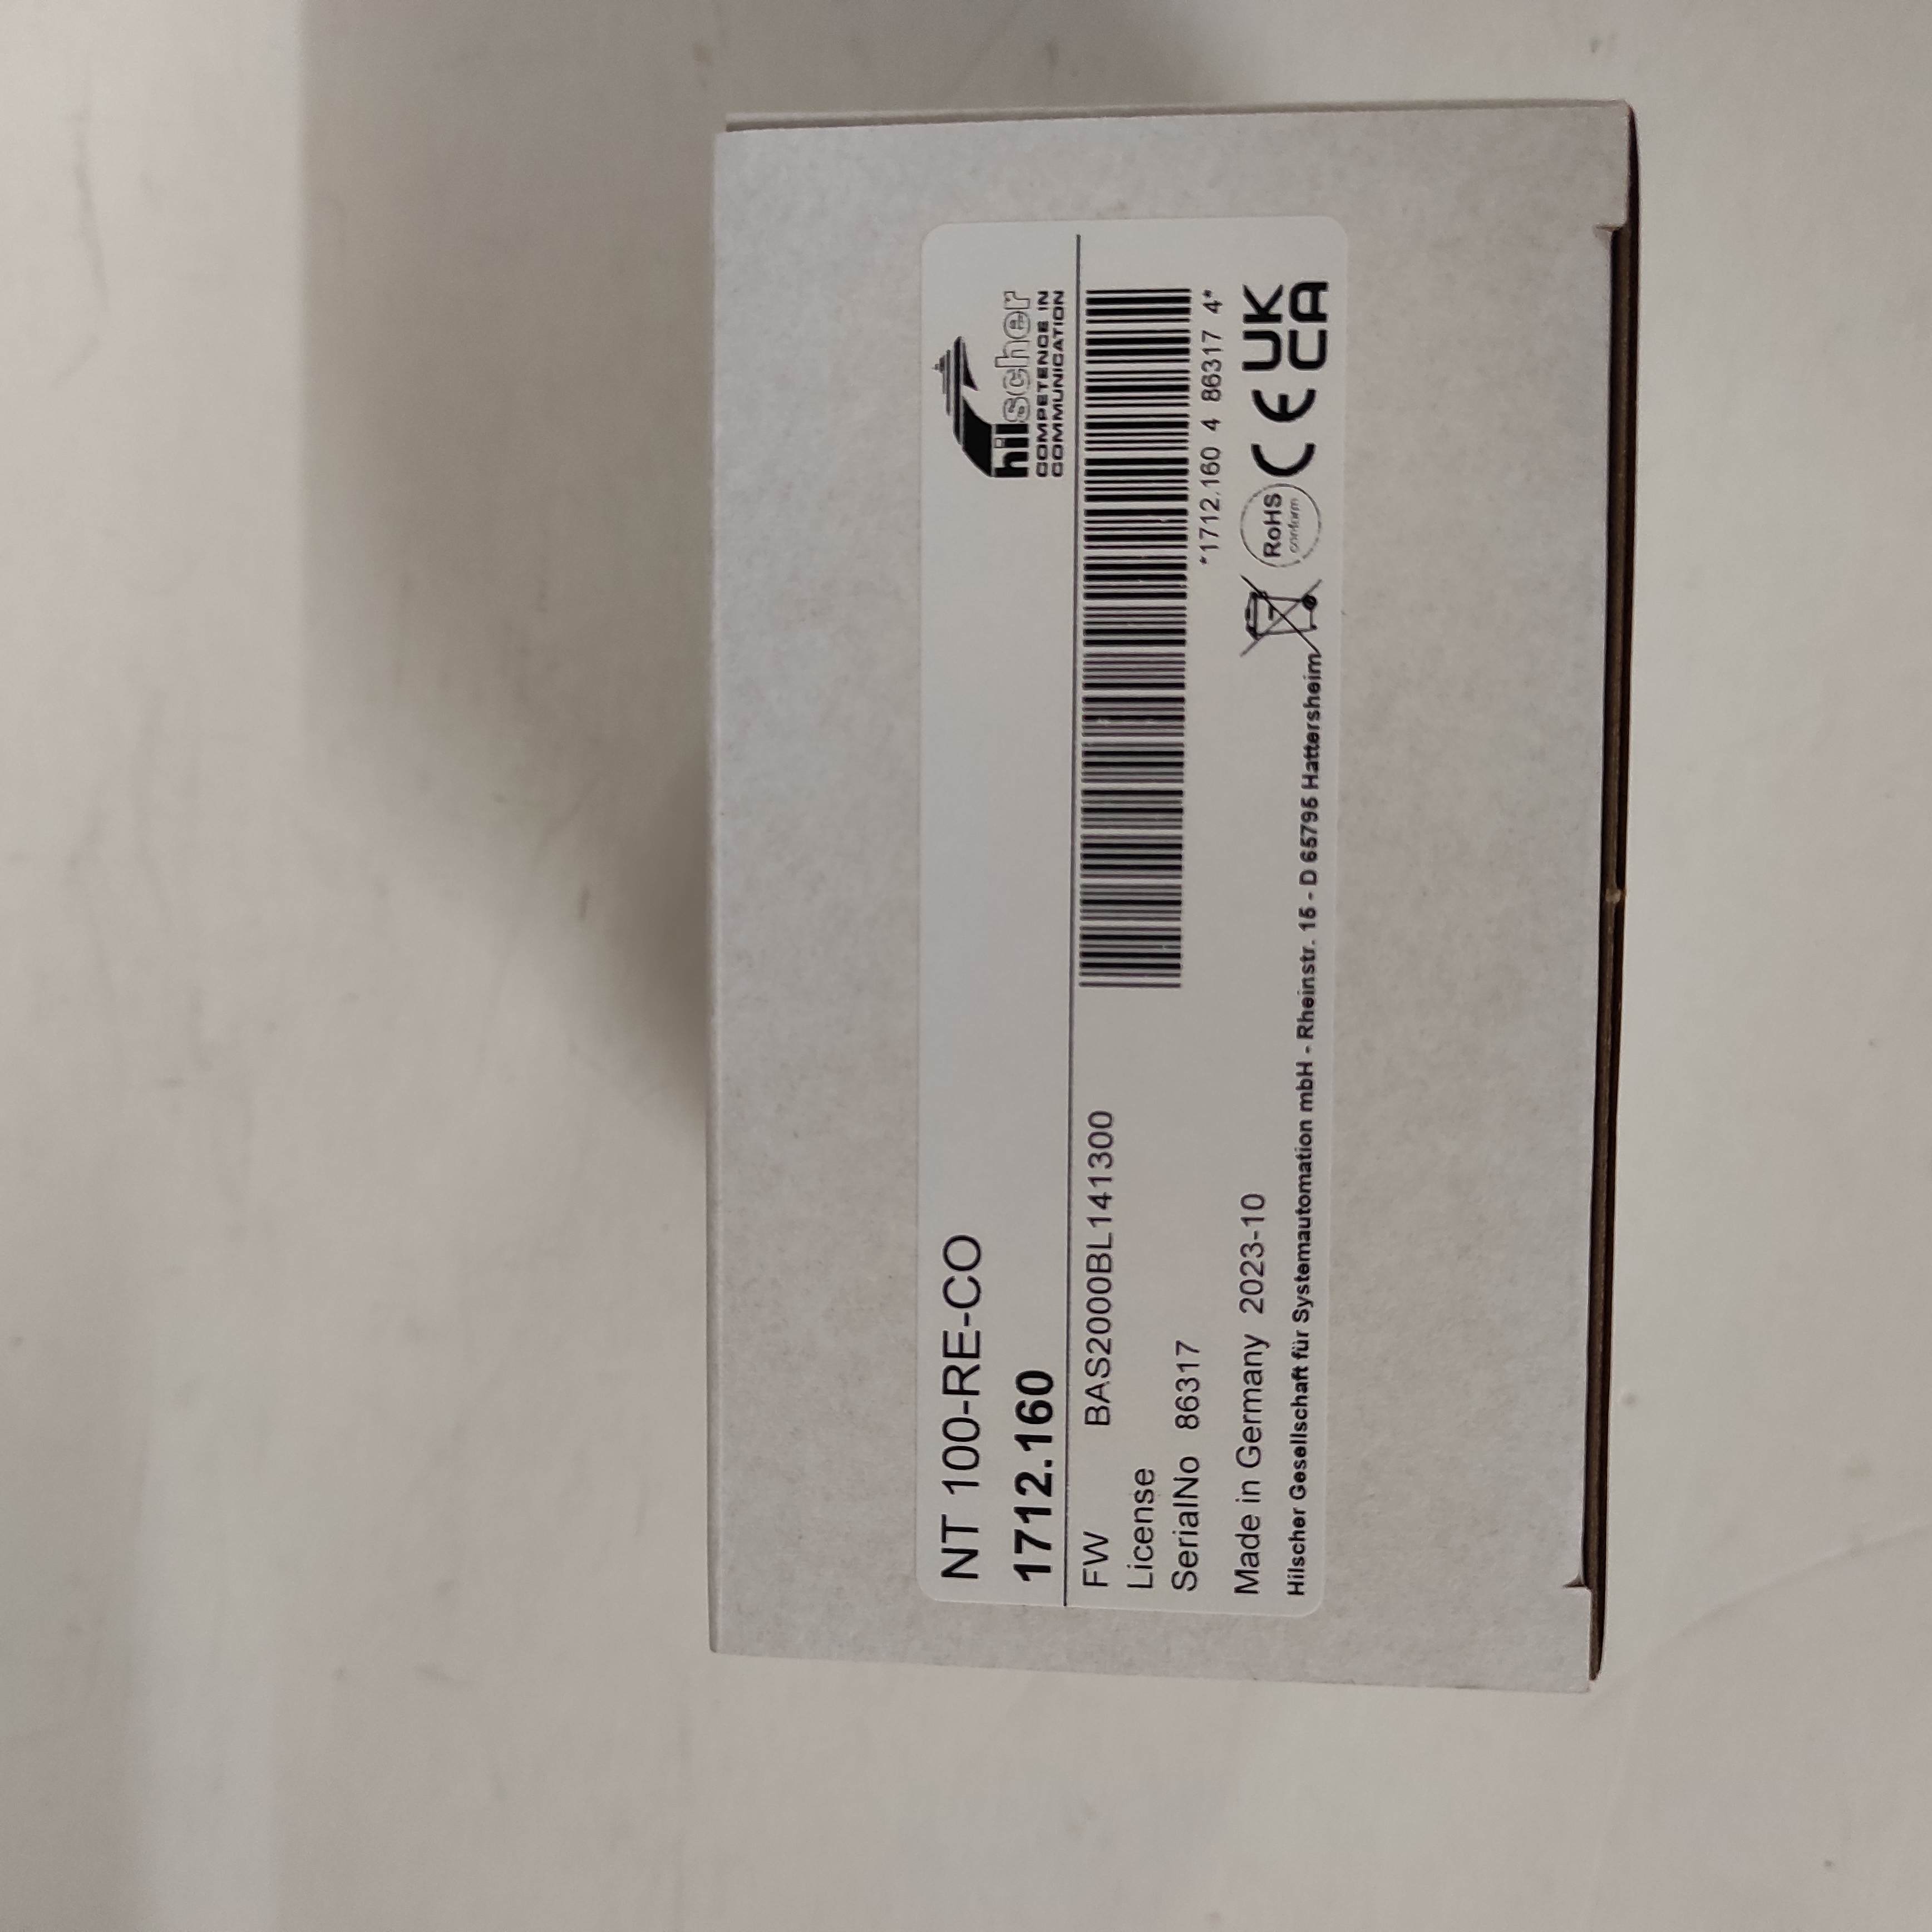 NT 100-RE-CO
1712.160
hilscher
COMPETENCE IN
COMMUNICATION
FW BAS2000BL141300
License
SerialNo 86317
*1712.160 4 86317 4*
Made in Germany 2023-10
RoHS
conform
CE
UK
CA
Hilscher Gesellschaft für Systemautomation mbH - Rheinstr. 15 - D 65795 Hattersheim